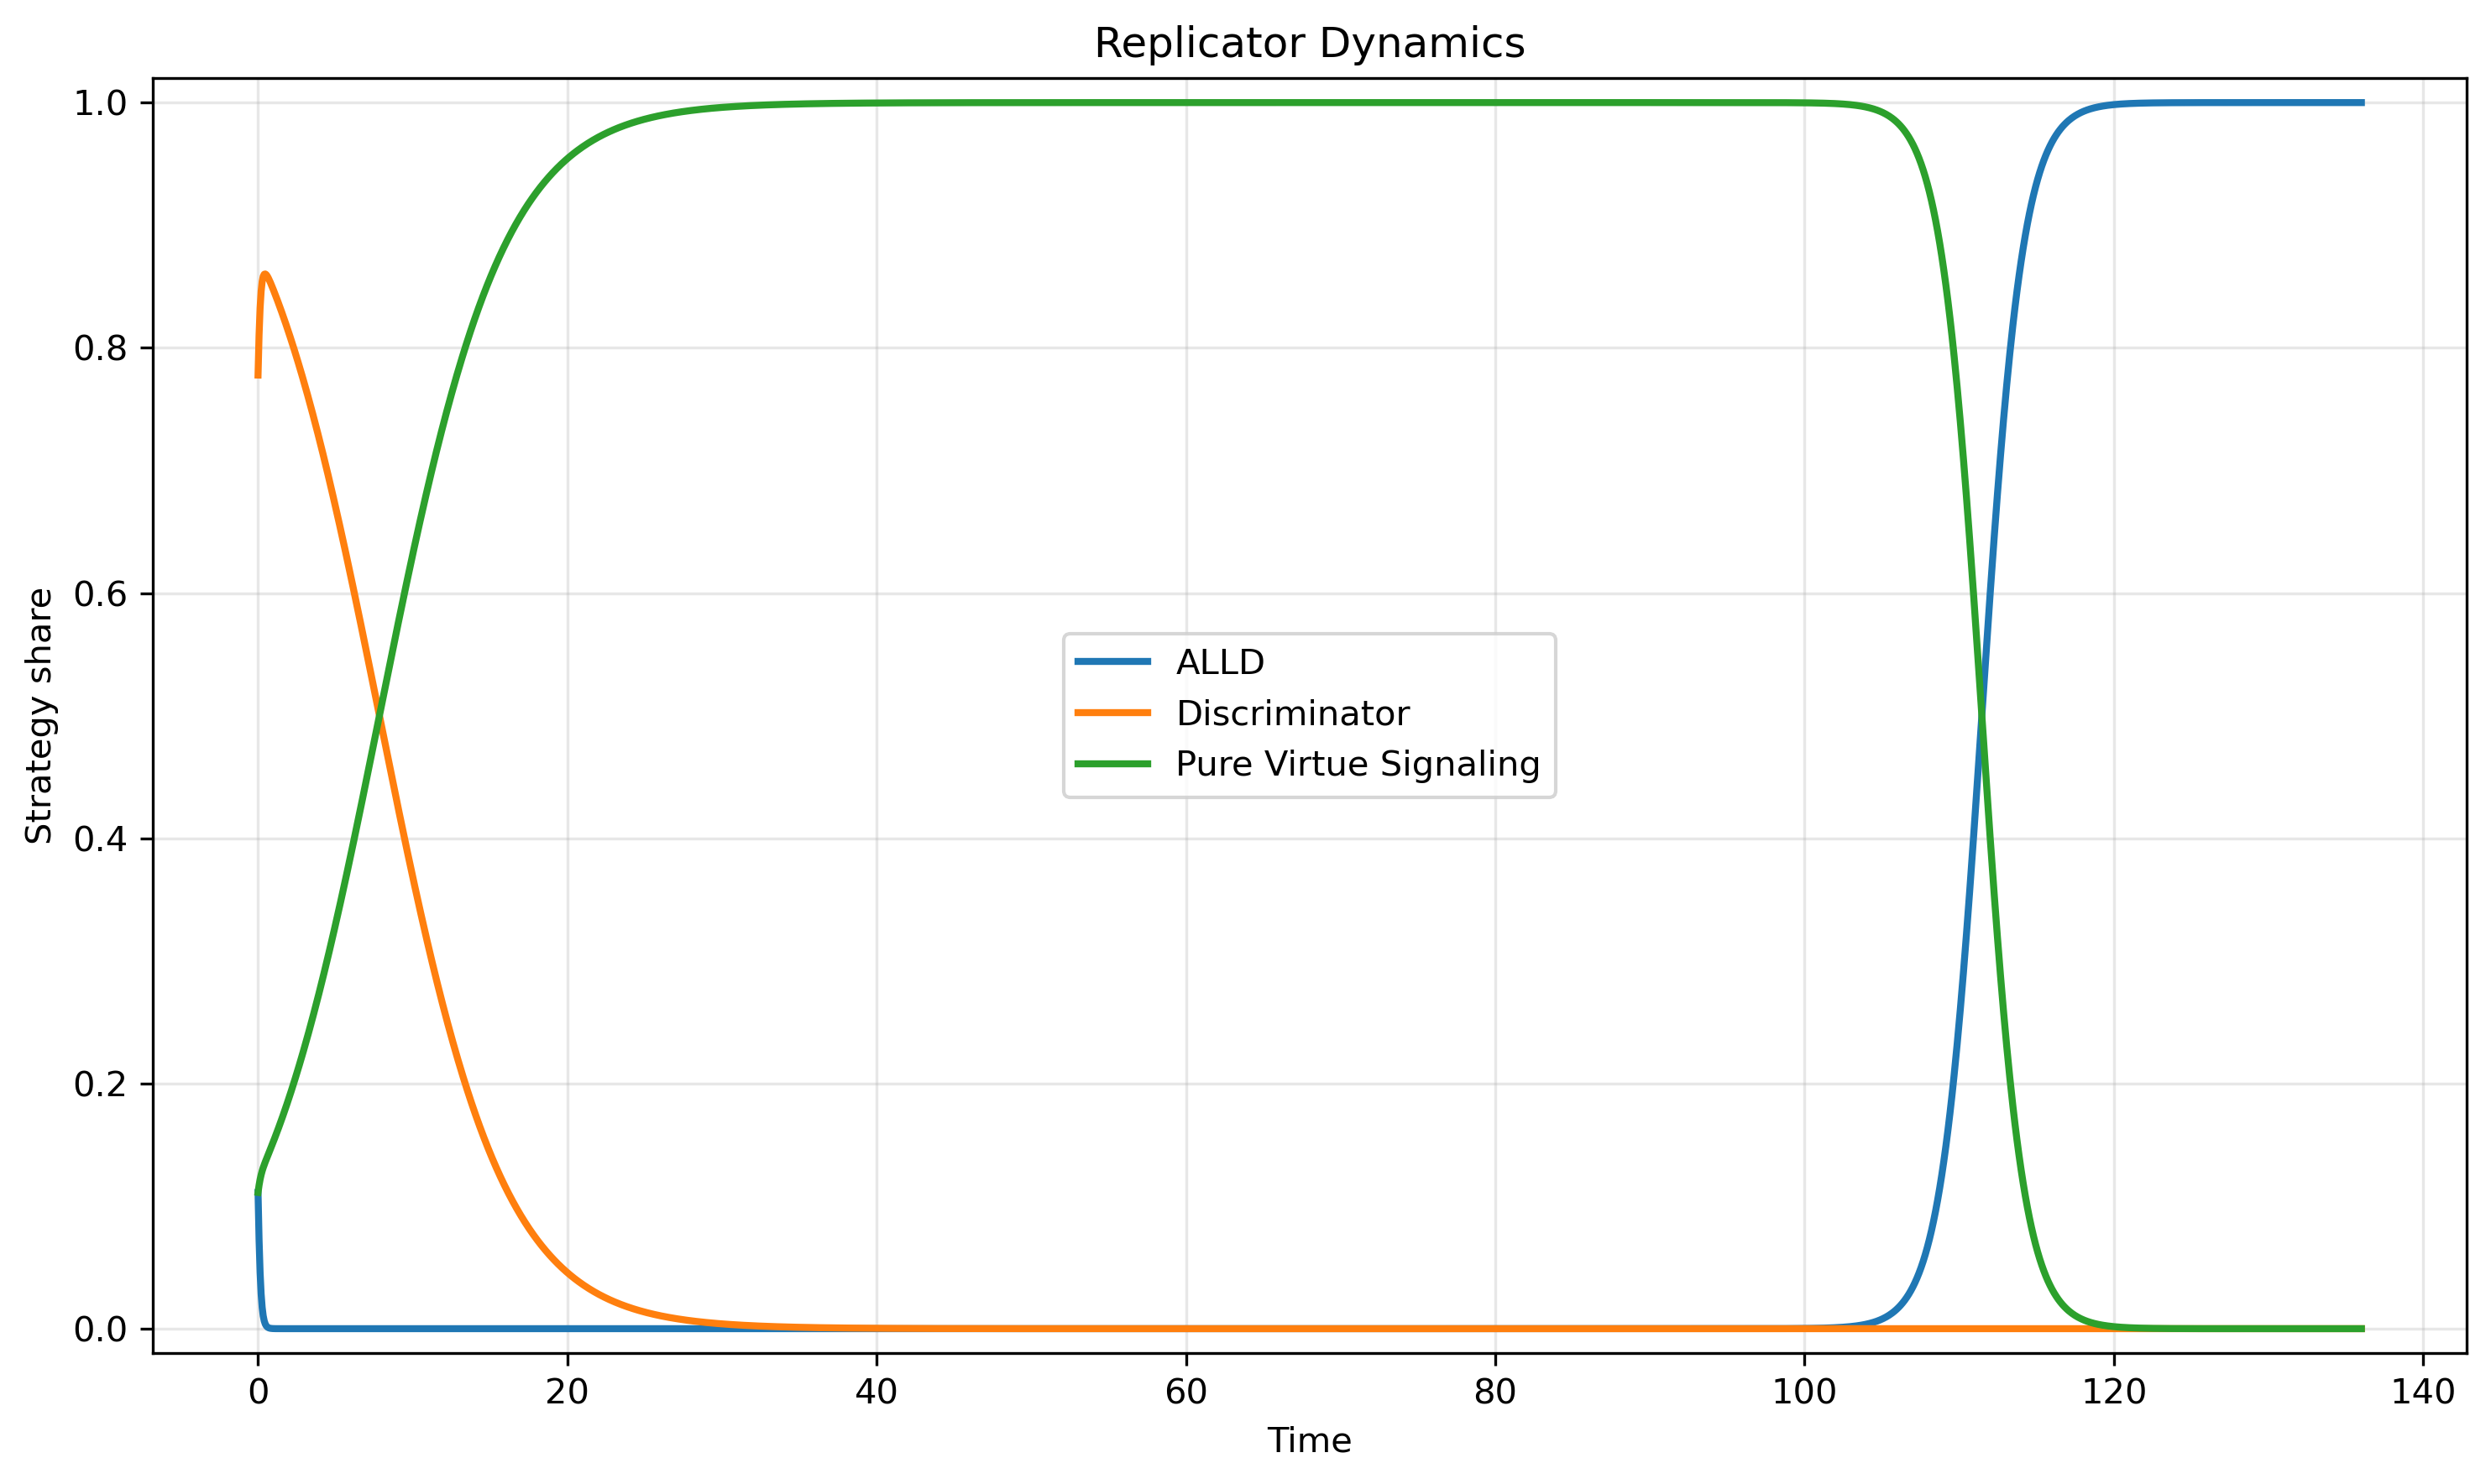 Replicator Dynamics
1.0
0.8
0.6
0.4
0.2
0.0
Strategy share
ALLD
Discriminator
Pure Virtue Signaling
0 20 40 60 80 100 120 140
Time